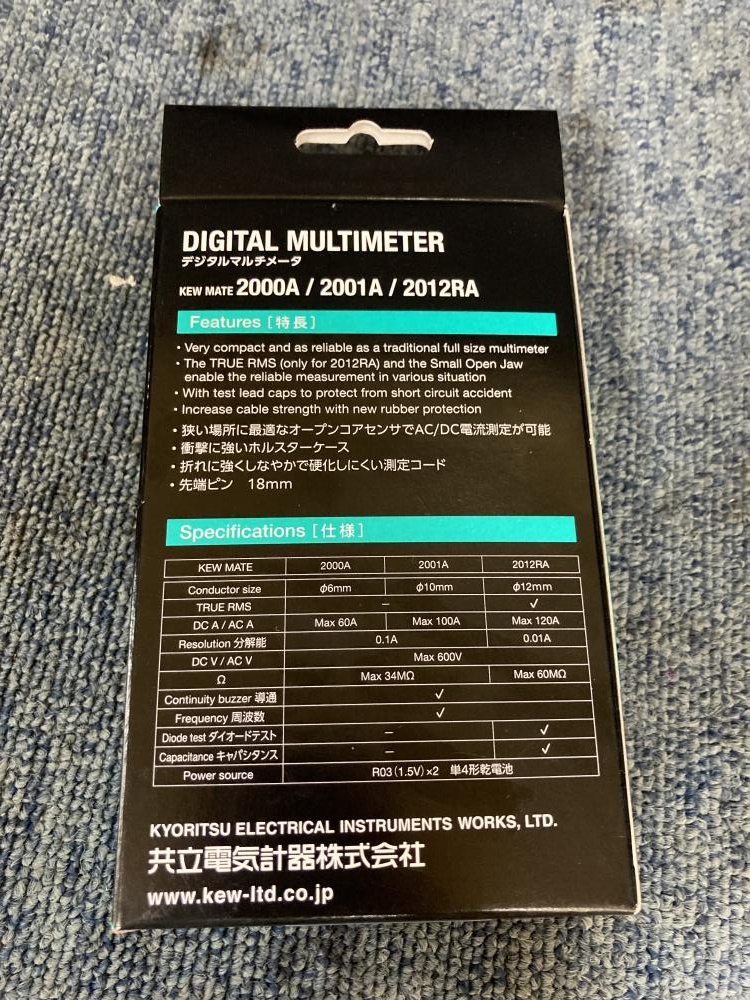 DIGITAL MULTIMETER
デジタルマルチメータ
KEW MATE 2000A / 2001A / 2012RA
Features [特長]
・Very compact and as reliable as a traditional full size multimeter
・The TRUE RMS (only for 2012RA) and the Small Open Jaw
enable the reliable measurement in various situation
・With test lead caps to protect from short circuit accident
・Increase cable strength with new rubber protection
・狭い場所に最適なオープンコアセンサでAC/DC電流測定が可能
・衝撃に強いホルスターケース
・折れに強くしなやかで硬化しにくい測定コード
・先端ピン 18mm
Specifications [仕様]
KEW MATE 2000A 2001A 2012RA
Conductor size φ6mm φ10mm φ12mm
TRUE RMS – ✓
DC A / AC A Max 60A Max 100A Max 120A
Resolution 分解能 0.1A 0.01A
DC V / AC V Max 600V
Ω Max 34MΩ Max 60MΩ
Continuity buzzer 導通 ✓
Frequency 周波数 ✓
Diode test ダイオードテスト – ✓
Capacitance キャパシタンス – ✓
Power source R03 (1.5V)×2 単4形乾電池
KYORITSU ELECTRICAL INSTRUMENTS WORKS, LTD.
共立電気計器株式会社
www.kew-ltd.co.jp